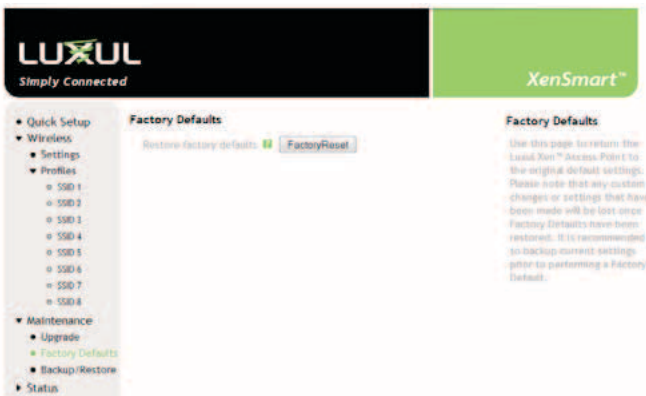 LUXUL
Simply Connected
XenSmart™
Quick Setup
Wireless
Settings
Profiles
SSID 1
SSID 2
SSID 3
SSID 4
SSID 5
SSID 6
SSID 7
SSID 8
Maintenance
Upgrade
Factory Defaults
Backup/Restore
Status
Factory Defaults
Restore factory defaults
FactoryReset
Factory Defaults
Use this page to return the
Luxul Xen™ Access Point to
the original default settings.
Please note that any custom
changes or settings that have
been made will be lost once
Factory Defaults have been
restored. It is recommended
to backup current settings
prior to performing a Factory
Default.